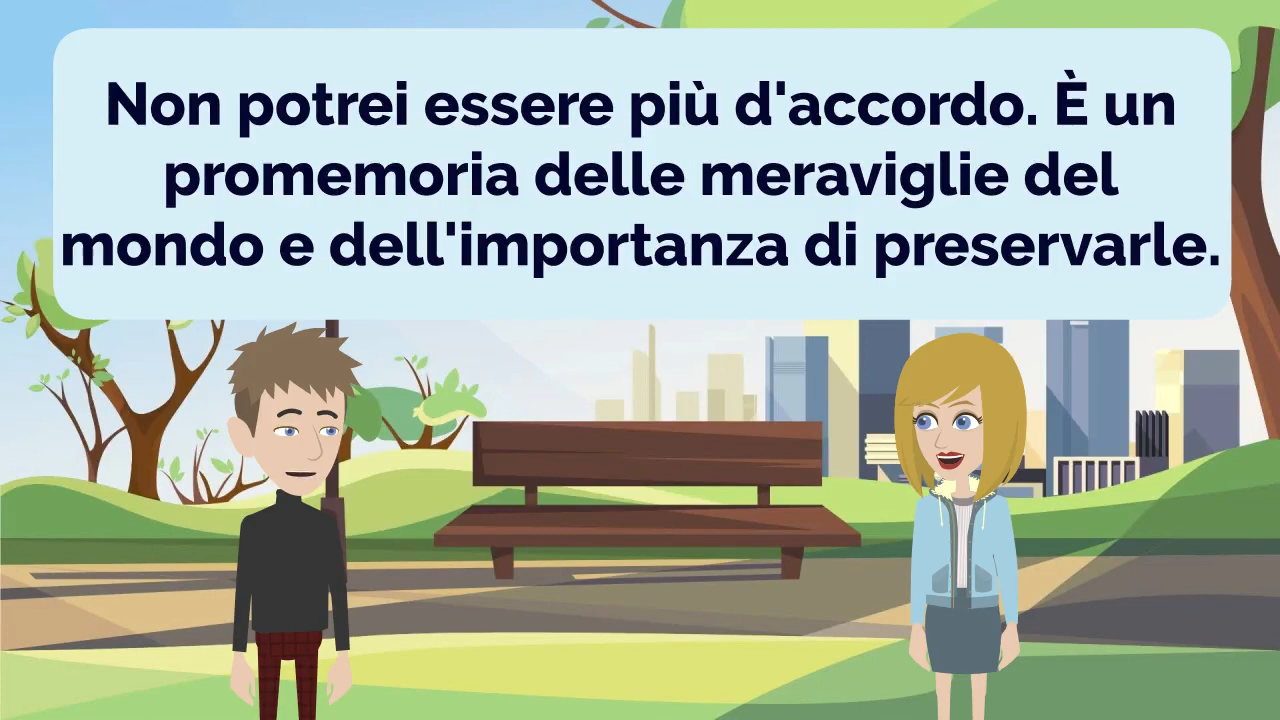 Non potrei essere più d'accordo. È un
promemoria delle meraviglie del
mondo e dell'importanza di preservarle.